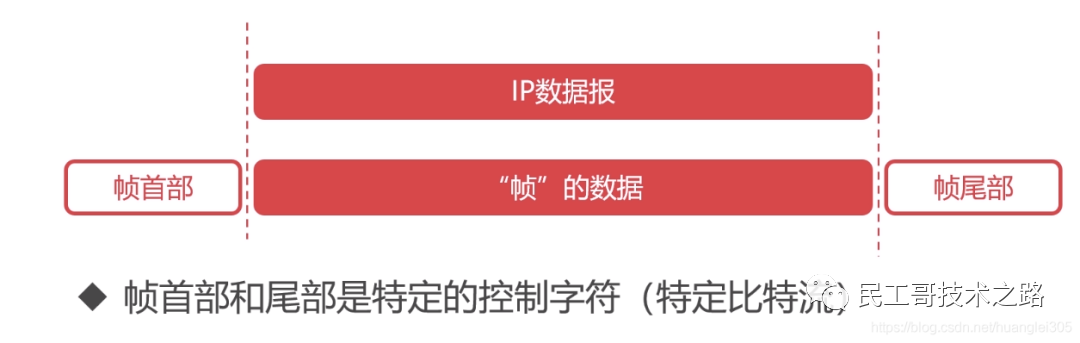 IP数据报
帧首部
“帧”的数据
帧尾部
◆ 帧首部和尾部是特定的控制字符（特定比特流）
民工哥技术之路
https://blog.csdn.net/huanglei305